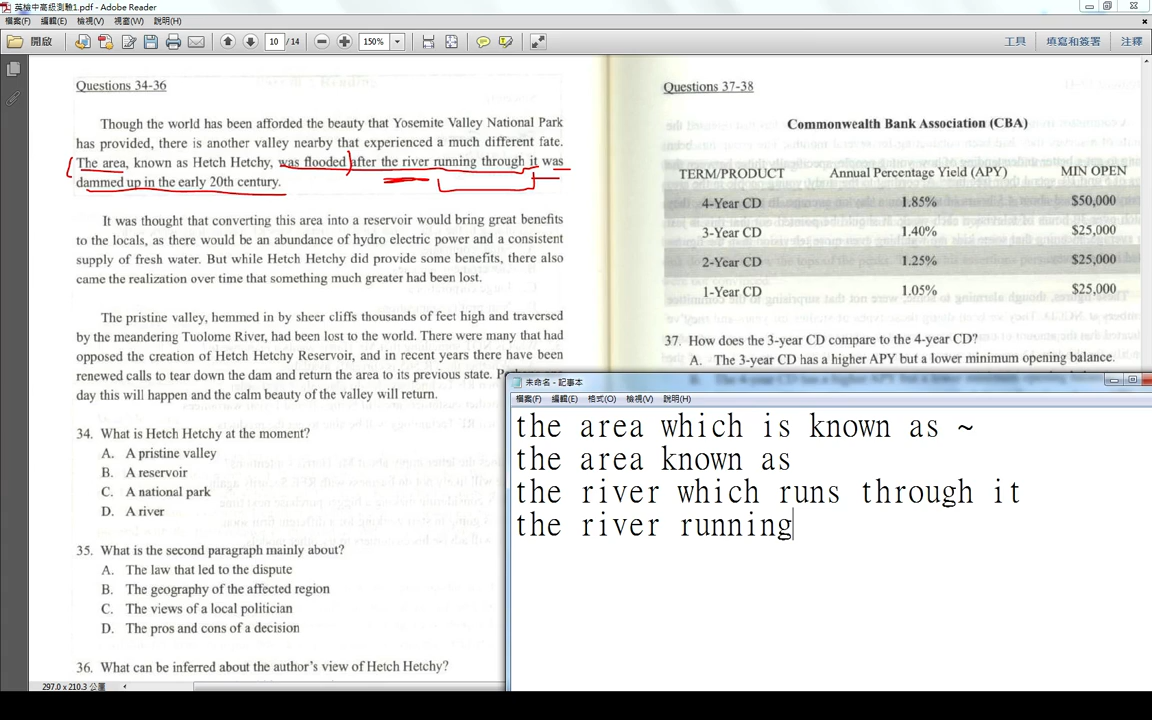 英檢中高級測驗1.pdf - Adobe Reader
檔案(F) 編輯(E) 檢視(V) 視窗(W) 說明(H)
開啟 10 / 14 150% 工具 填寫和簽署 注釋
Questions 34-36
Though the world has been afforded the beauty that Yosemite Valley National Park
has provided, there is another valley nearby that experienced a much different fate.
The area, known as Hetch Hetchy, was flooded after the river running through it was
dammed up in the early 20th century.
It was thought that converting this area into a reservoir would bring great benefits
to the locals, as there would be an abundance of hydro electric power and a consistent
supply of fresh water. But while Hetch Hetchy did provide some benefits, there also
came the realization over time that something much greater had been lost.
The pristine valley, hemmed in by sheer cliffs thousands of feet high and traversed
by the meandering Tuolome River, had been lost to the world. There were many that had
opposed the creation of Hetch Hetchy Reservoir, and in recent years there have been
renewed calls to tear down the dam and return the area to its previous state. Perhaps one
day this will happen and the calm beauty of the valley will return.
34. What is Hetch Hetchy at the moment?
A. A pristine valley
B. A reservoir
C. A national park
D. A river
35. What is the second paragraph mainly about?
A. The law that led to the dispute
B. The geography of the affected region
C. The views of a local politician
D. The pros and cons of a decision
36. What can be inferred about the author's view of Hetch Hetchy?
297.0 x 210.3 公釐
Questions 37-38
Commonwealth Bank Association (CBA)
TERM/PRODUCT Annual Percentage Yield (APY) MIN OPEN
4-Year CD 1.85% $50,000
3-Year CD 1.40% $25,000
2-Year CD 1.25% $25,000
1-Year CD 1.05% $25,000
37. How does the 3-year CD compare to the 4-year CD?
A. The 3-year CD has a higher APY but a lower minimum opening balance.
未命名 - 記事本
檔案(F) 編輯(E) 格式(O) 檢視(V) 說明(H)
the area which is known as ~
the area known as
the river which runs through it
the river running